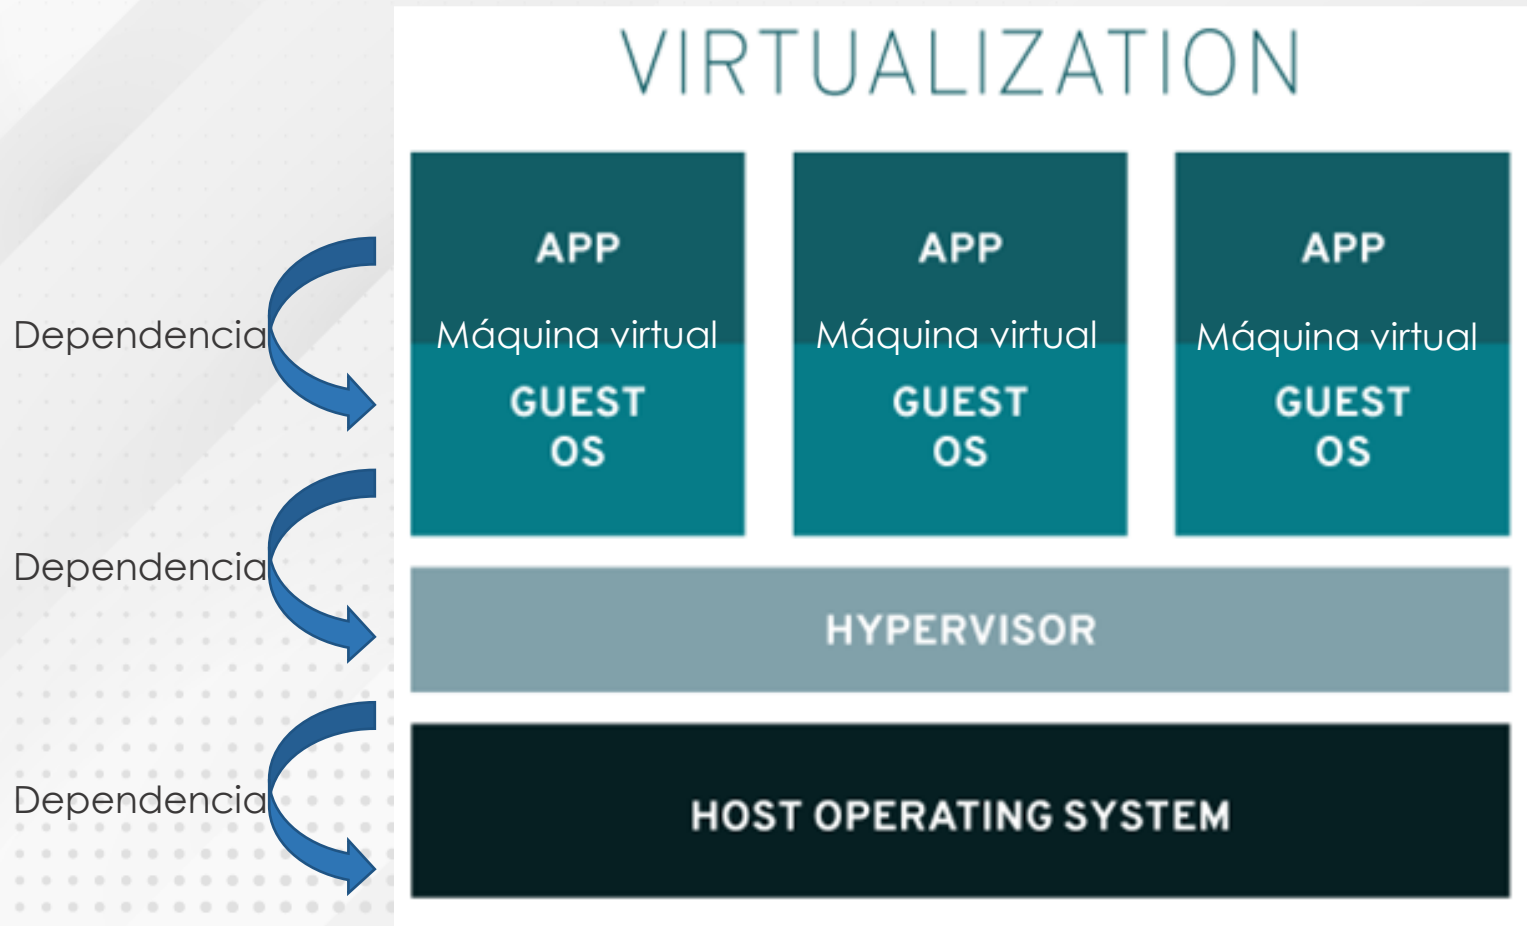 VIRTUALIZATION
APP APP APP
Dependencia Máquina virtual Máquina virtual Máquina virtual
GUEST GUEST GUEST
OS OS OS
Dependencia
HYPERVISOR
Dependencia
HOST OPERATING SYSTEM